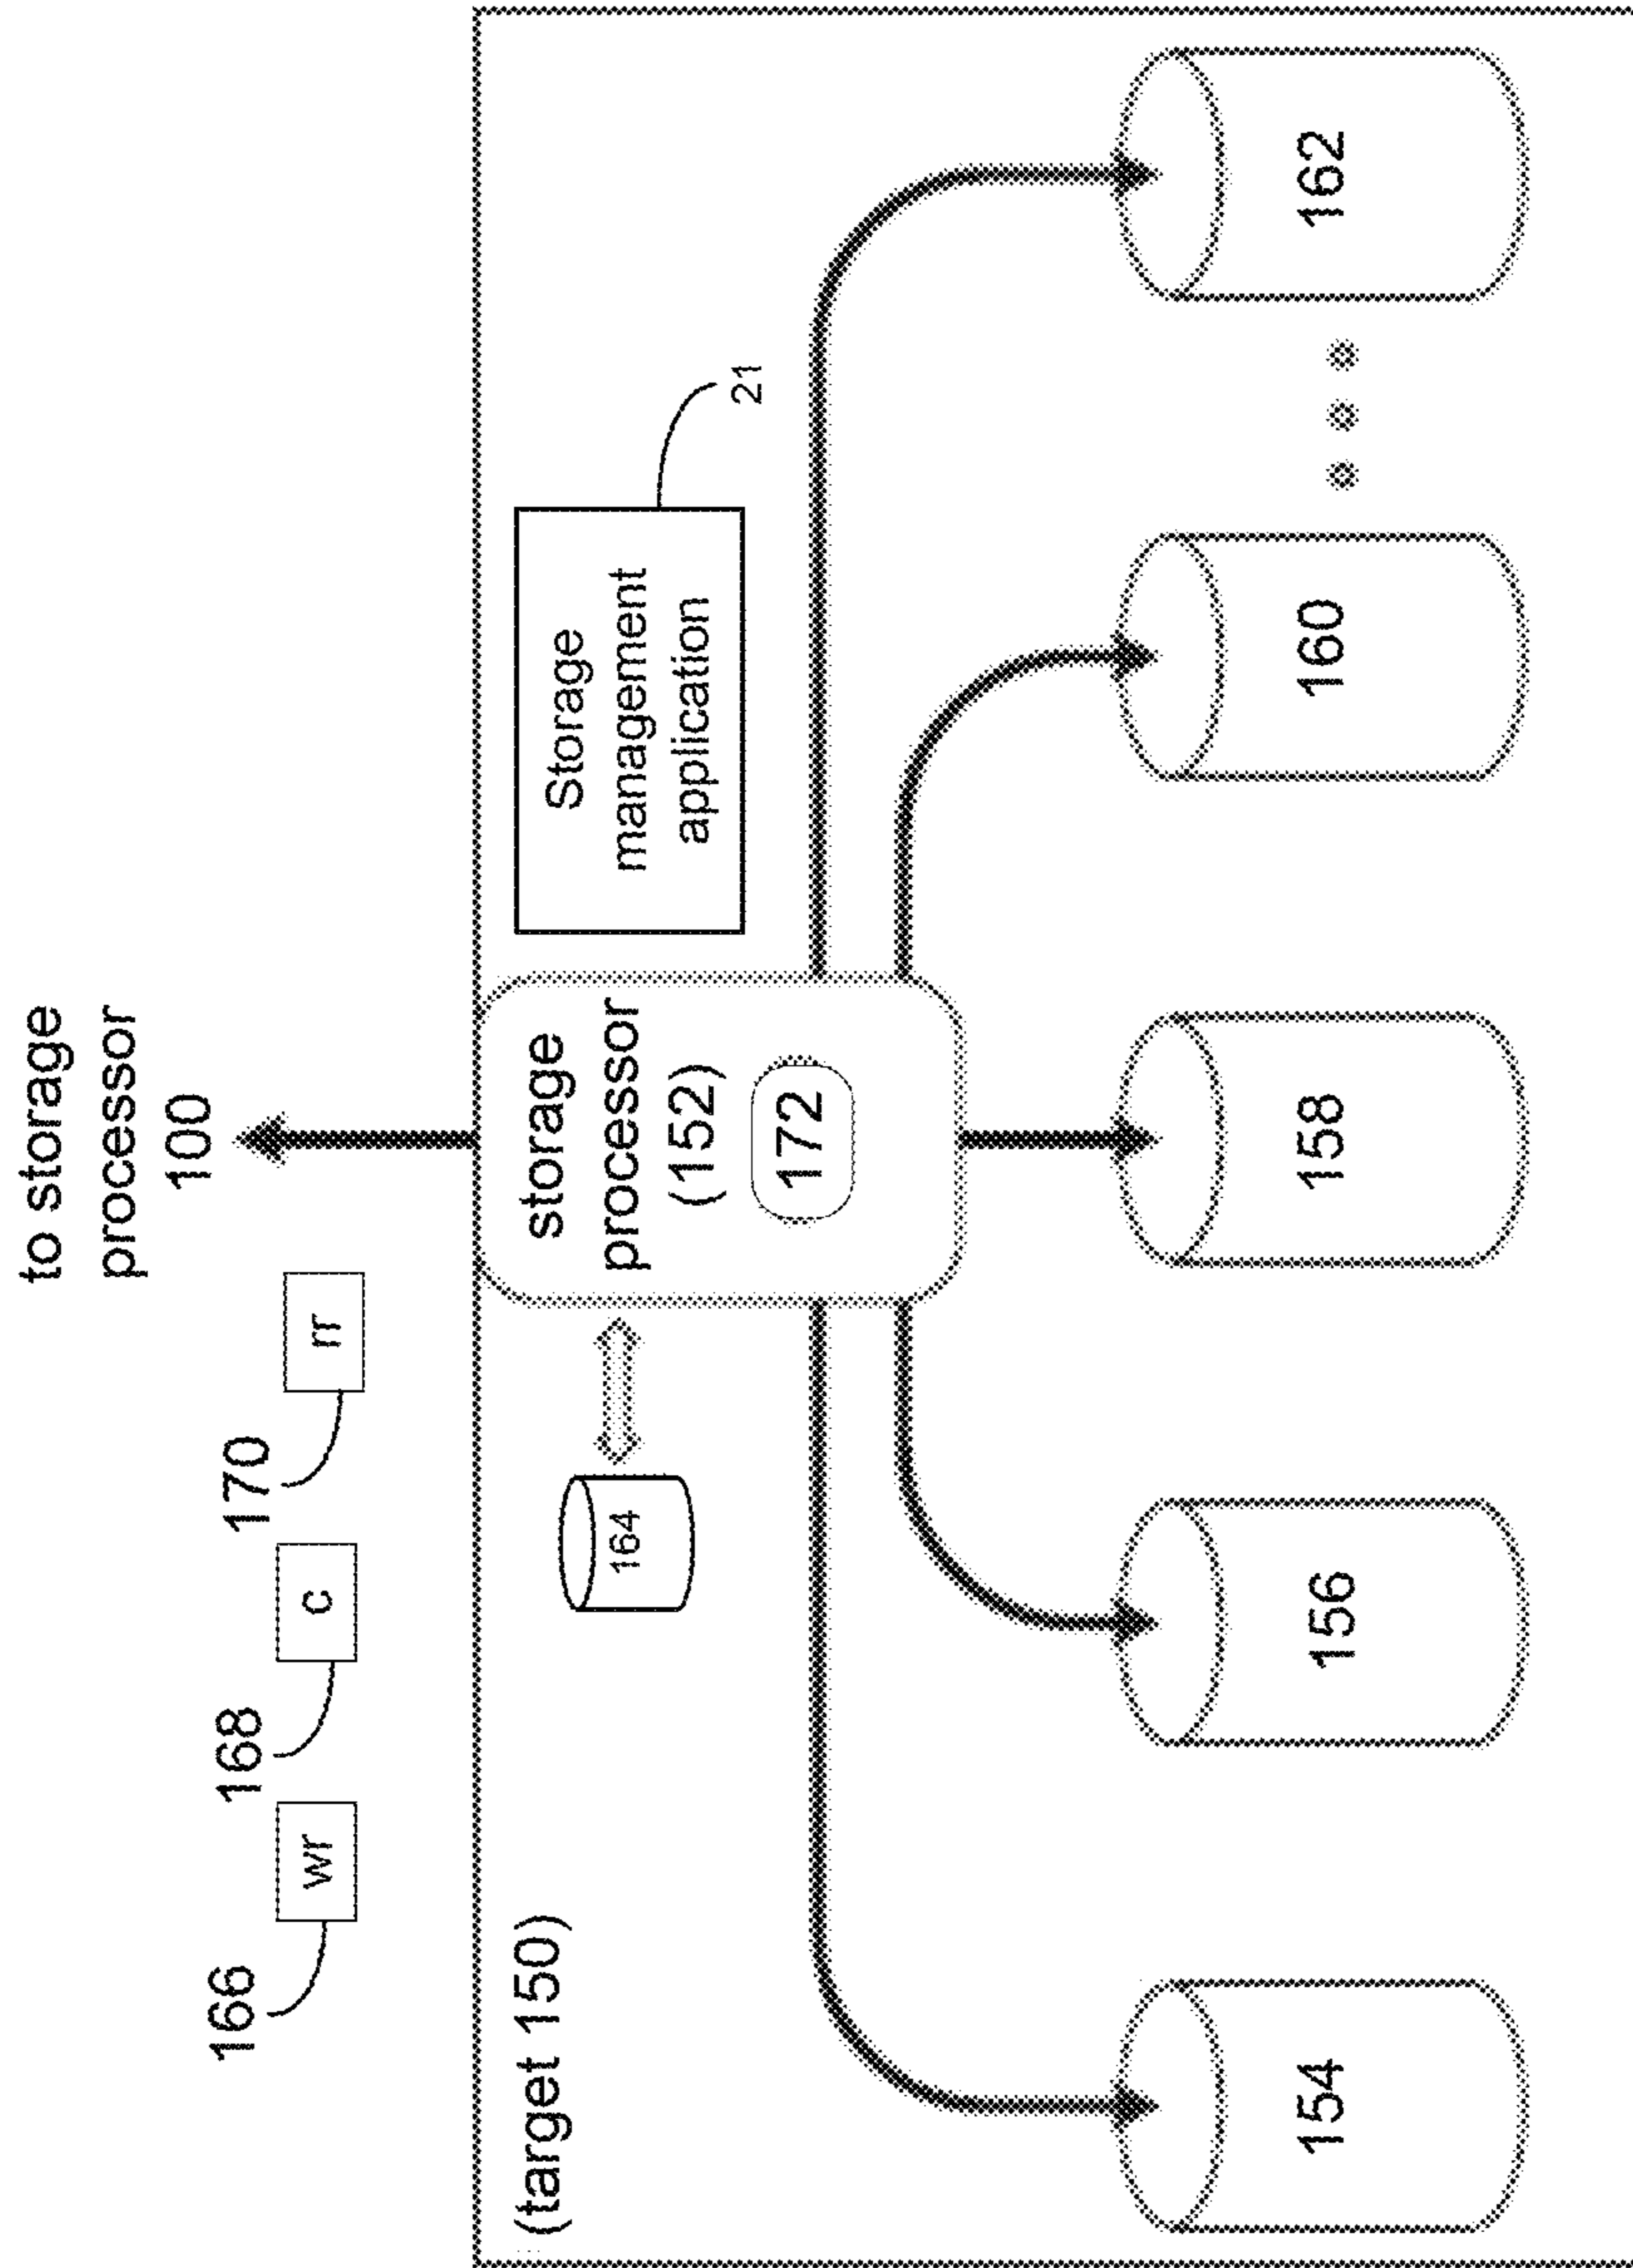 to storage
processor
100
166
wr
168
c
170
rr
(target 150)
164
storage
processor
(152)
172
Storage
management
application
21
154
156
158
160
162